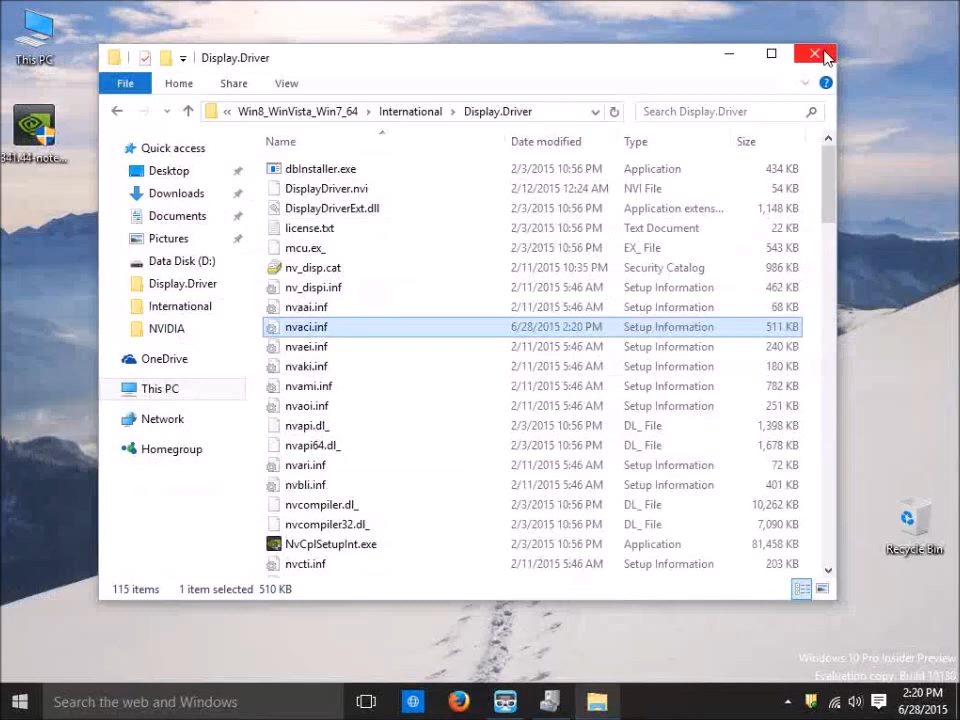 This PC
341.44-note...
Display.Driver
File Home Share View
« Win8_WinVista_Win7_64 International Display.Driver
Search Display.Driver
Name Date modified Type Size
Quick access
Desktop
Downloads
Documents
Pictures
Data Disk (D:)
Display.Driver
International
NVIDIA
OneDrive
This PC
Network
Homegroup
dbInstaller.exe 2/3/2015 10:56 PM Application 434 KB
DisplayDriver.nvi 2/12/2015 12:24 AM NVI File 54 KB
DisplayDriverExt.dll 2/3/2015 10:56 PM Application extens... 1,148 KB
license.txt 2/3/2015 10:56 PM Text Document 22 KB
mcu.ex_ 2/3/2015 10:56 PM EX_ File 543 KB
nv_disp.cat 2/11/2015 10:35 PM Security Catalog 986 KB
nv_dispi.inf 2/11/2015 5:46 AM Setup Information 462 KB
nvaai.inf 2/11/2015 5:46 AM Setup Information 68 KB
nvaci.inf 6/28/2015 2:20 PM Setup Information 511 KB
nvaei.inf 2/11/2015 5:46 AM Setup Information 240 KB
nvaki.inf 2/11/2015 5:46 AM Setup Information 180 KB
nvami.inf 2/11/2015 5:46 AM Setup Information 782 KB
nvaoi.inf 2/11/2015 5:46 AM Setup Information 251 KB
nvapi.dl_ 2/3/2015 10:56 PM DL_ File 1,398 KB
nvapi64.dl_ 2/3/2015 10:56 PM DL_ File 1,678 KB
nvari.inf 2/11/2015 5:46 AM Setup Information 72 KB
nvbli.inf 2/11/2015 5:46 AM Setup Information 401 KB
nvcompiler.dl_ 2/3/2015 10:56 PM DL_ File 10,262 KB
nvcompiler32.dl_ 2/3/2015 10:56 PM DL_ File 7,090 KB
NvCplSetupInt.exe 2/3/2015 10:56 PM Application 81,458 KB
nvcti.inf 2/11/2015 5:46 AM Setup Information 203 KB
115 items 1 item selected 510 KB
Recycle Bin
Windows 10 Pro Insider Preview
Evaluation copy. Build 10130
Search the web and Windows
2:20 PM
6/28/2015